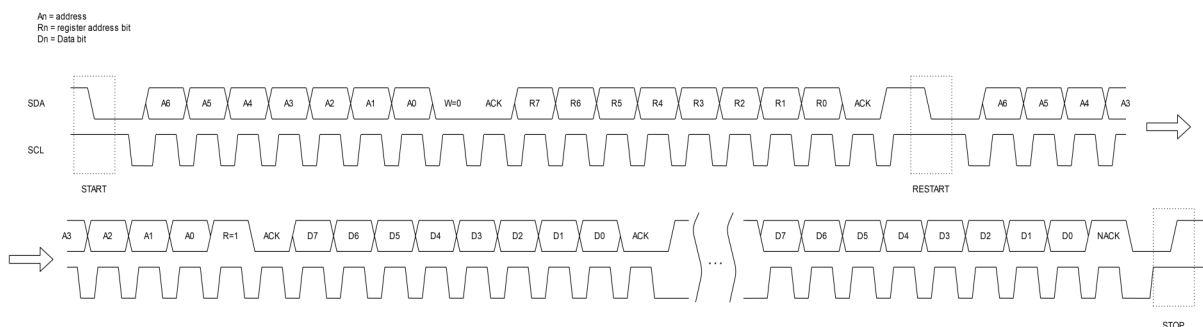 An = address
Rn = register address bit
Dn = Data bit
SDA A6 A5 A4 A3 A2 A1 A0 W=0 ACK R7 R6 R5 R4 R3 R2 R1 R0 ACK A6 A5 A4 A3
SCL
START RESTART
A3 A2 A1 A0 R=1 ACK D7 D6 D5 D4 D3 D2 D1 D0 ACK D7 D6 D5 D4 D3 D2 D1 D0 NACK
...
STOP